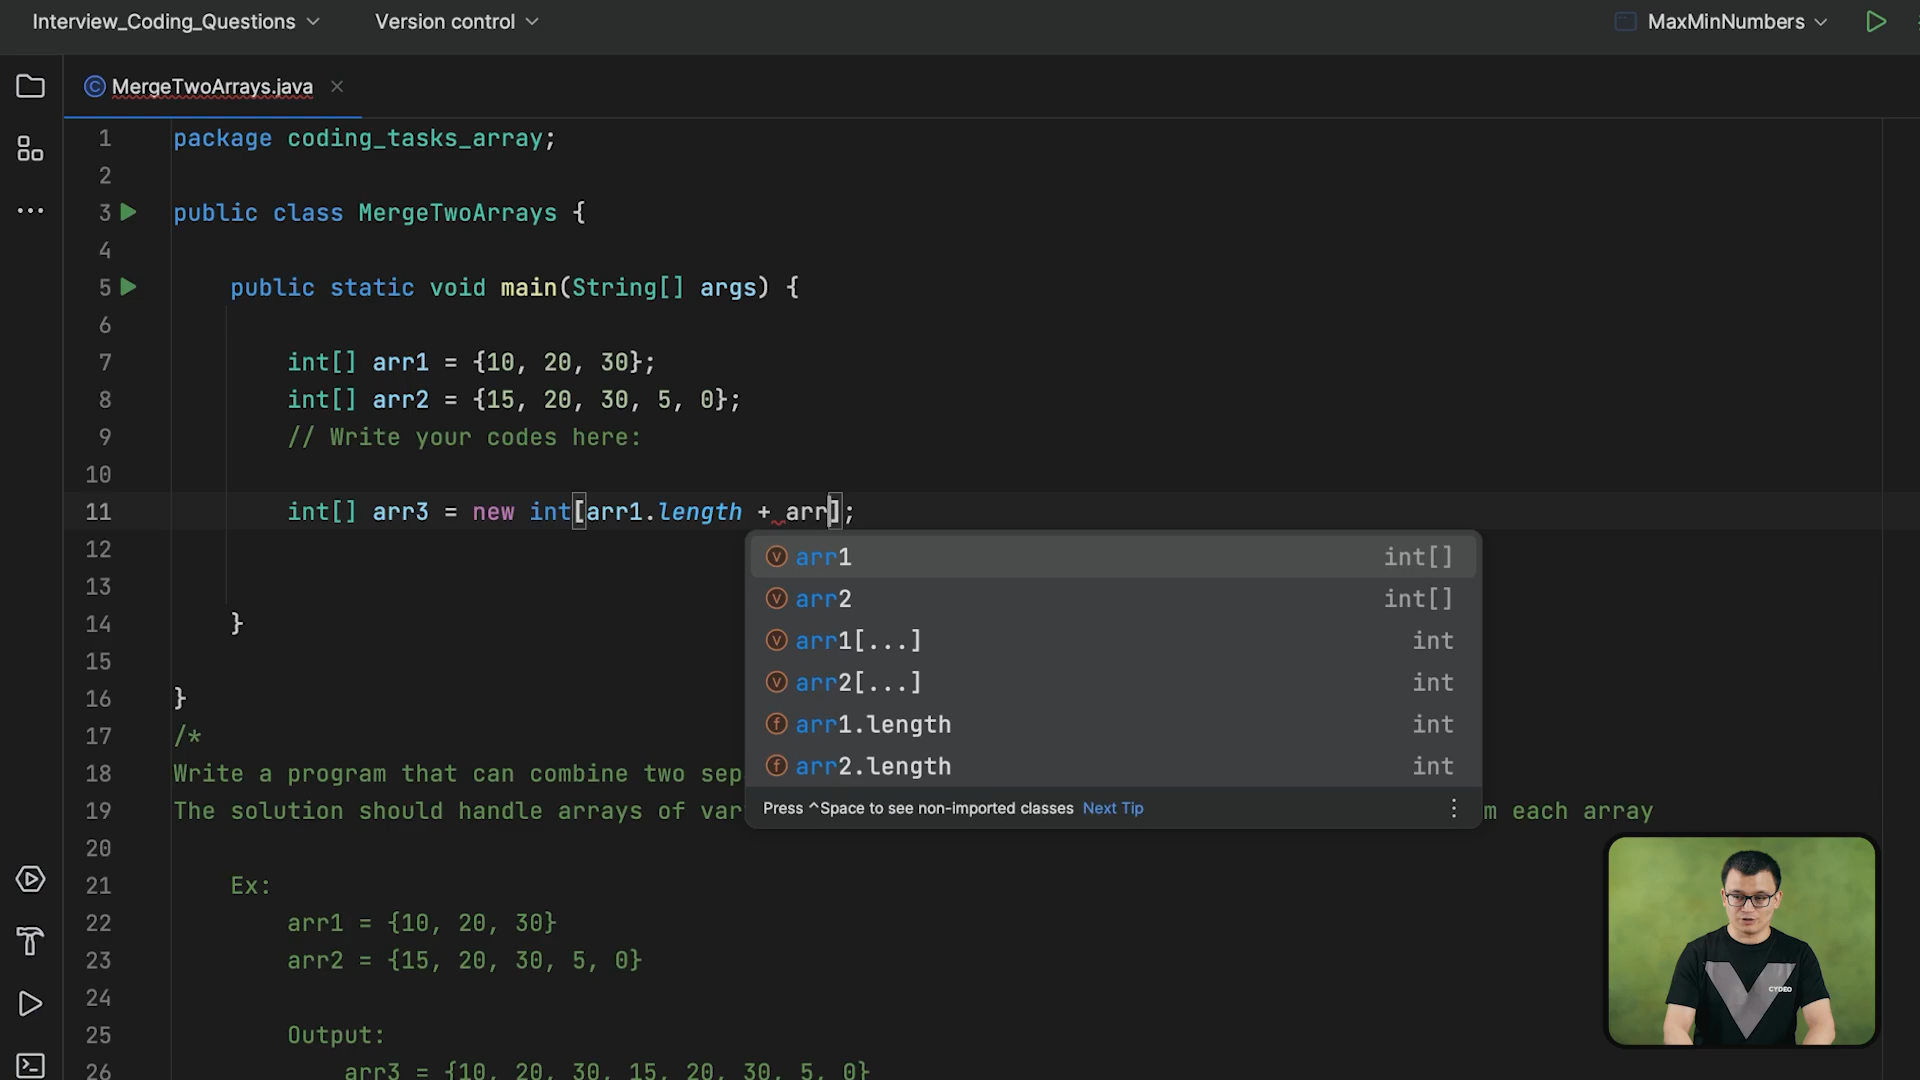 Interview_Coding_Questions Version control MaxMinNumbers
MergeTwoArrays.java
1 package coding_tasks_array;
2
3 public class MergeTwoArrays {
4
5 public static void main(String[] args) {
6
7 int[] arr1 = {10, 20, 30};
8 int[] arr2 = {15, 20, 30, 5, 0};
9 // Write your codes here:
10
11 int[] arr3 = new int[arr1.length + arr];
12
13
14 }
15
16 }
17 /*
18 Write a program that can combine two sep
19 The solution should handle arrays of var m each array
20
21 Ex:
22 arr1 = {10, 20, 30}
23 arr2 = {15, 20, 30, 5, 0}
24
25 Output:
26 arr3 = {10, 20, 30, 15, 20, 30, 5, 0}
arr1 int[]
arr2 int[]
arr1[...] int
arr2[...] int
arr1.length int
arr2.length int
Press ^Space to see non-imported classes Next Tip
CYDEO